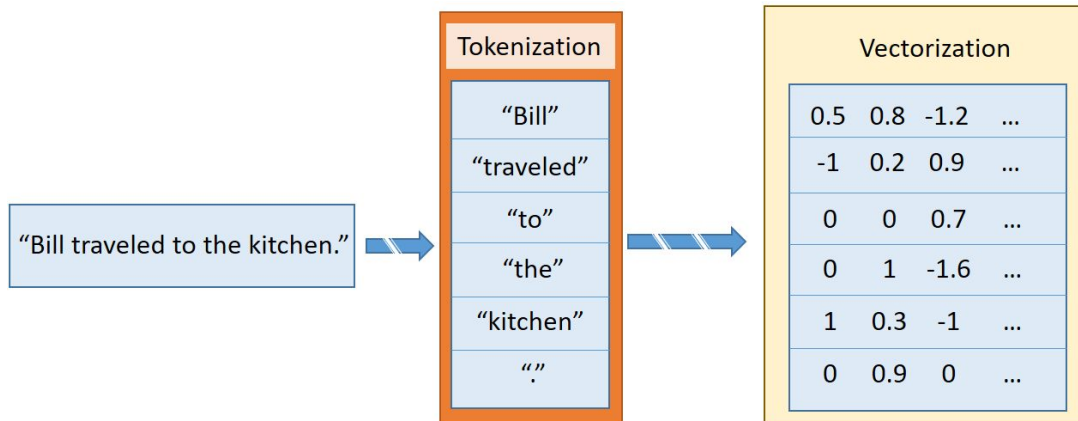 “Bill traveled to the kitchen.”
Tokenization
“Bill”
“traveled”
“to”
“the”
“kitchen”
“.”
Vectorization
0.5 0.8 -1.2 ...
-1 0.2 0.9 ...
0 0 0.7 ...
0 1 -1.6 ...
1 0.3 -1 ...
0 0.9 0 ...